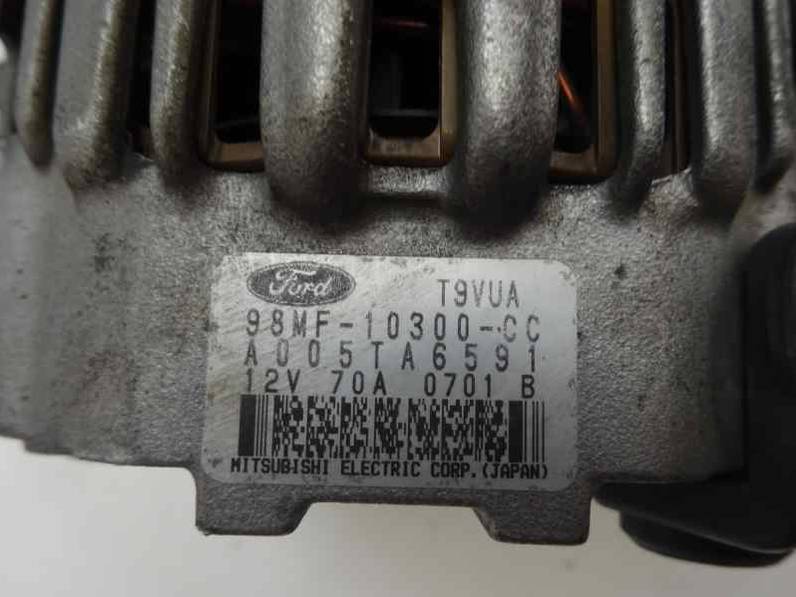 Ford T9VUA
98MF-10300-CC
A005TA6591
12V 70A 0701 B
MITSUBISHI ELECTRIC CORP.(JAPAN)